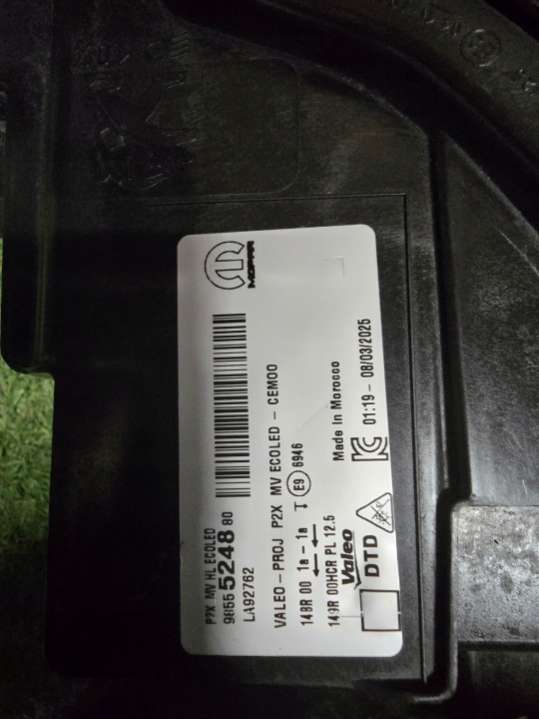 MOPAR
P2X MV HL ECOLED
9855 5248 80
LA92762
VALEO-PROJ P2X MV ECOLED - CEMOO
148R 00 1a - 1a T E9 6946
149R 00HCR PL 12.5
Made In Morocco
Valeo
01:19 - 08/03/2025
DTD